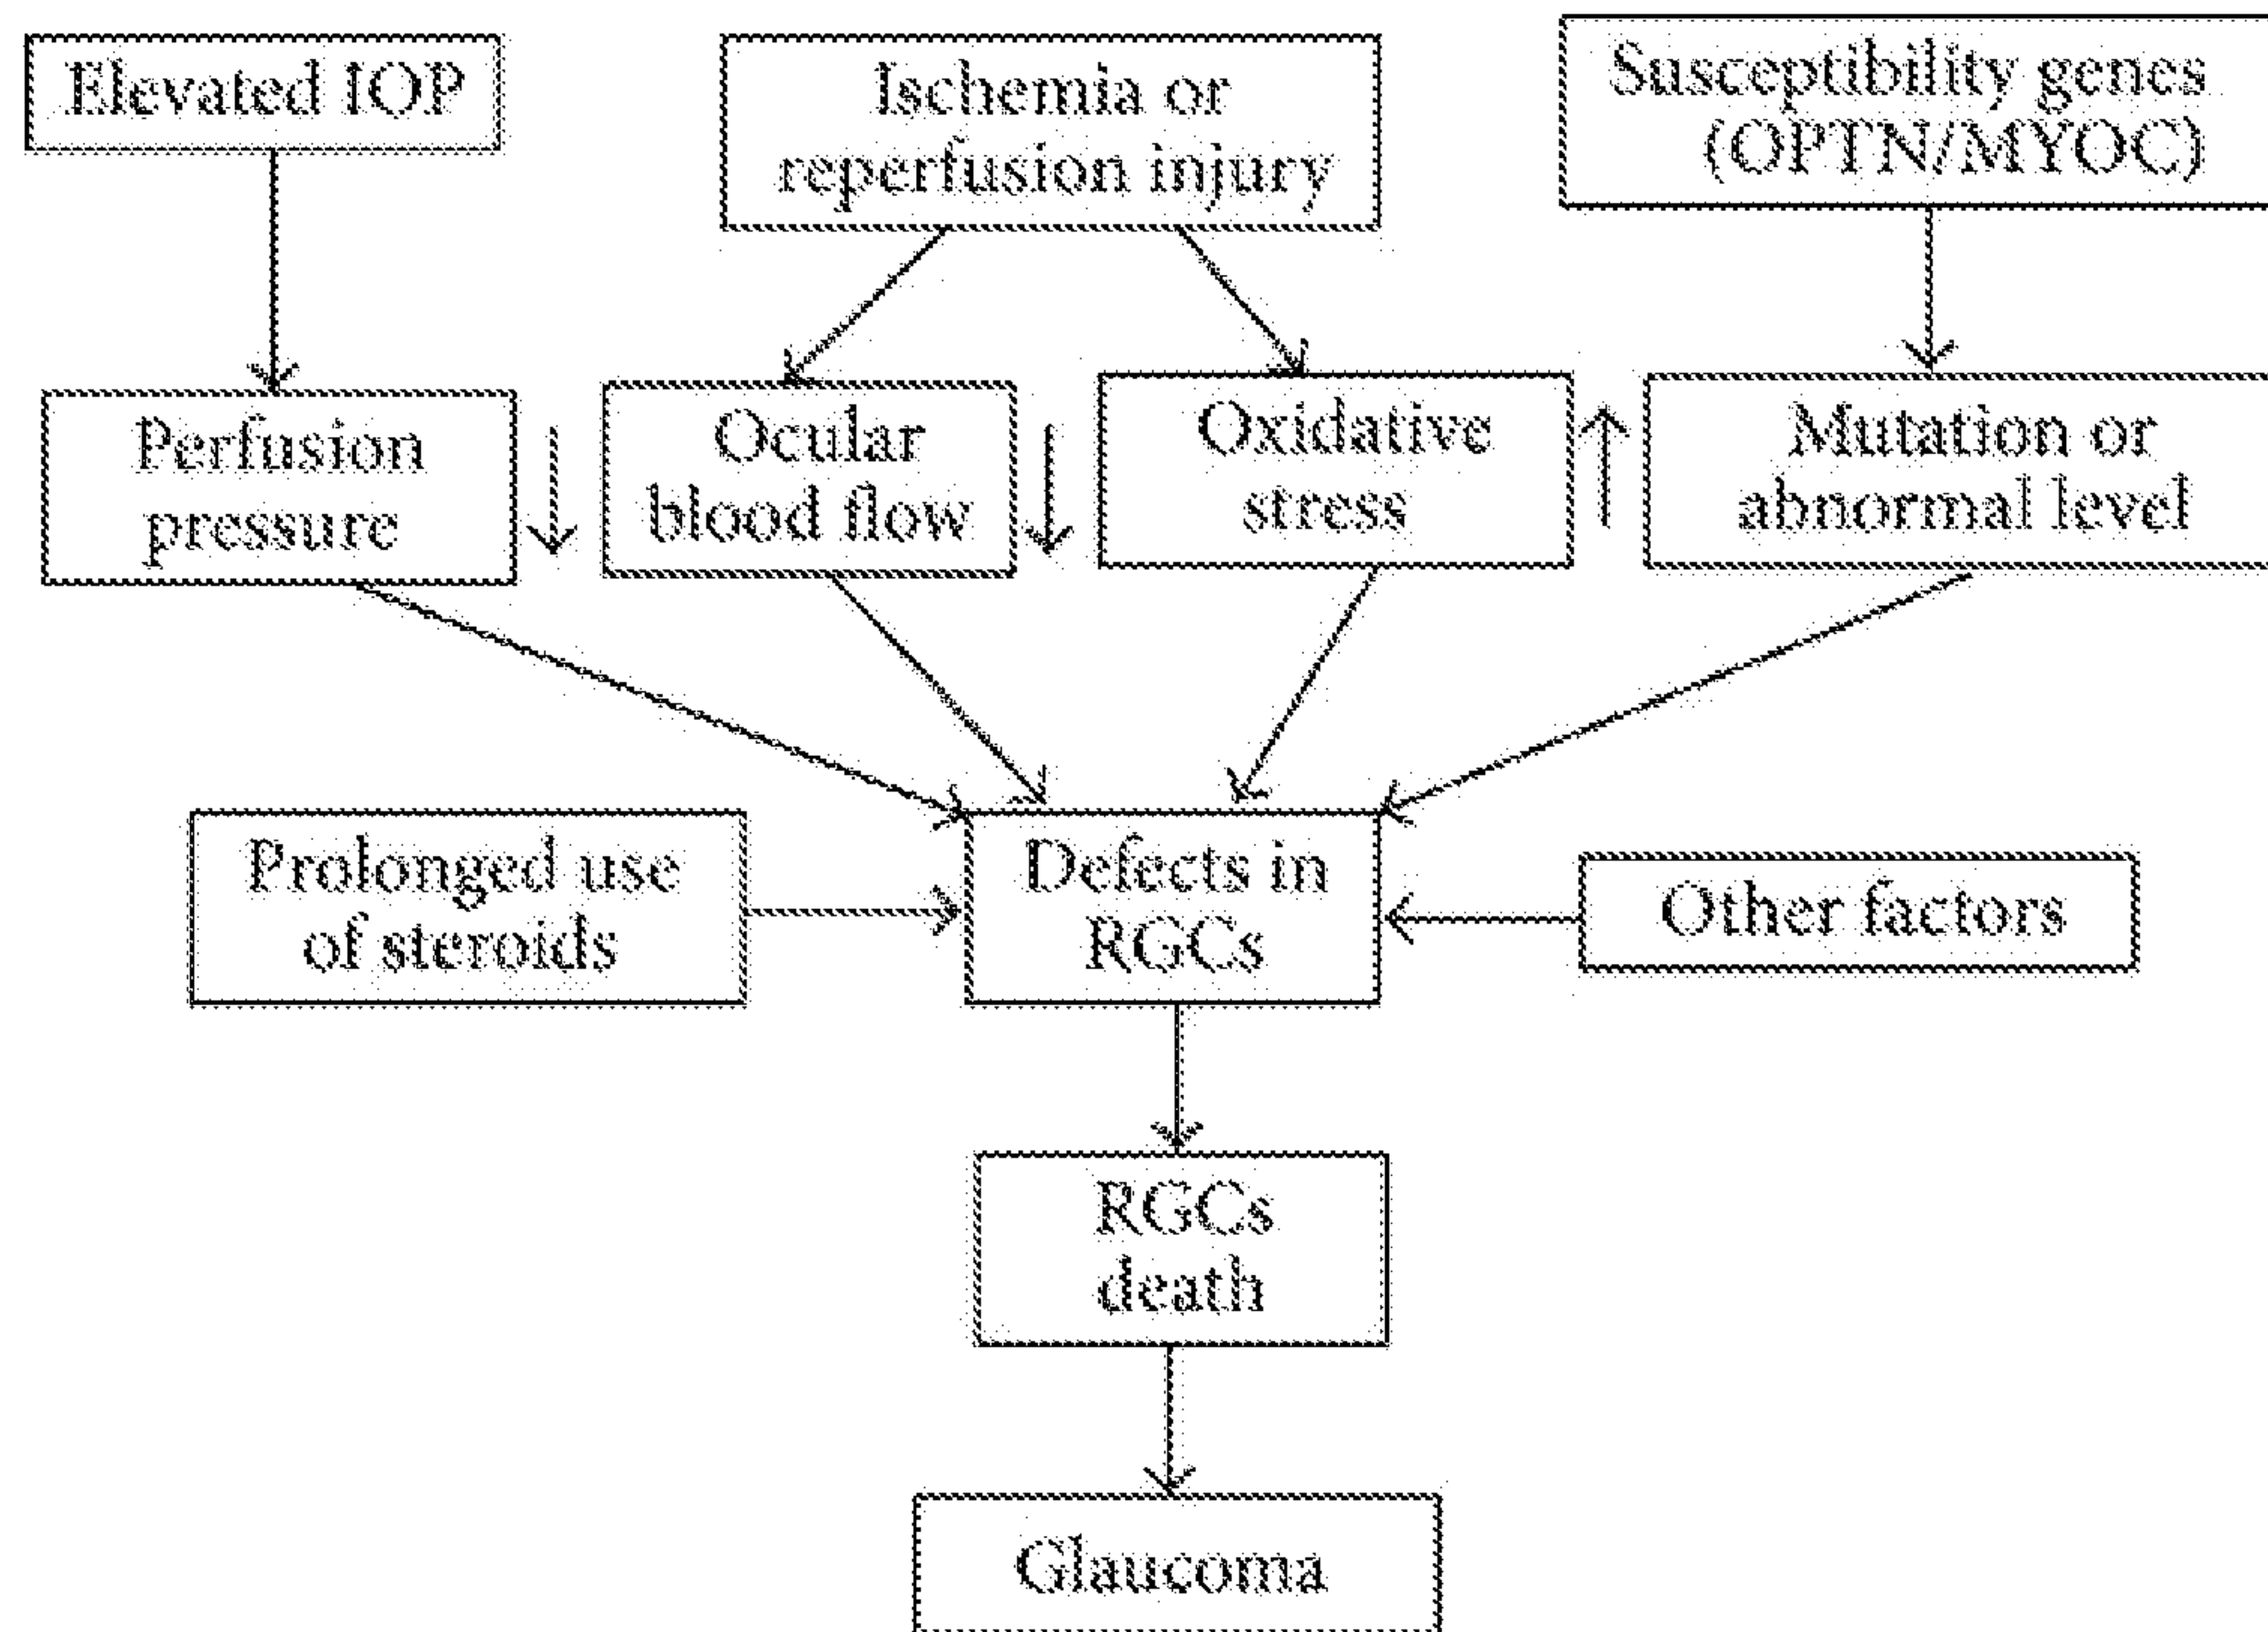 Elevated IOP
Ischemia or
reperfusion injury
Susceptibility genes
(OPTN/MYOC)
Perfusion
pressure
Ocular
blood flow
Oxidative
stress
Mutation or
abnormal level
Prolonged use
of steroids
Defects in
RGCs
Other factors
RGCs
death
Glaucoma